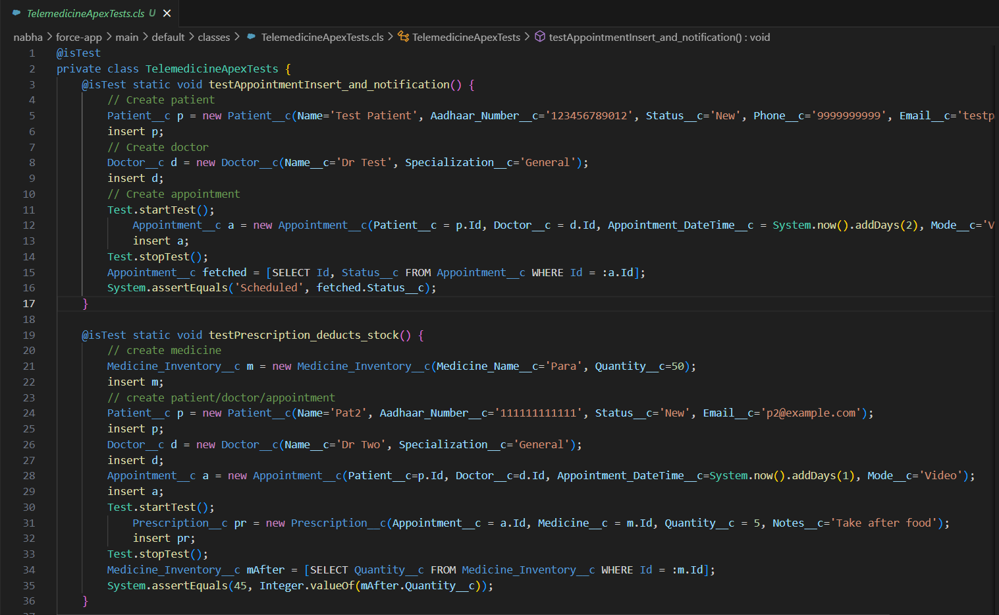 TelemedicineApexTests.cls U ×
nabha > force-app > main > default > classes > TelemedicineApexTests.cls > TelemedicineApexTests > testAppointmentInsert_and_notification() : void
1 @isTest
2 private class TelemedicineApexTests {
3 @isTest static void testAppointmentInsert_and_notification() {
4 // Create patient
5 Patient__c p = new Patient__c(Name='Test Patient', Aadhaar_Number__c='123456789012', Status__c='New', Phone__c='9999999999', Email__c='testp
6 insert p;
7 // Create doctor
8 Doctor__c d = new Doctor__c(Name__c='Dr Test', Specialization__c='General');
9 insert d;
10 // Create appointment
11 Test.startTest();
12 Appointment__c a = new Appointment__c(Patient__c = p.Id, Doctor__c = d.Id, Appointment_DateTime__c = System.now().addDays(2), Mode__c='V
13 insert a;
14 Test.stopTest();
15 Appointment__c fetched = [SELECT Id, Status__c FROM Appointment__c WHERE Id = :a.Id];
16 System.assertEquals('Scheduled', fetched.Status__c);
17 }
18
19 @isTest static void testPrescription_deducts_stock() {
20 // create medicine
21 Medicine_Inventory__c m = new Medicine_Inventory__c(Medicine_Name__c='Para', Quantity__c=50);
22 insert m;
23 // create patient/doctor/appointment
24 Patient__c p = new Patient__c(Name='Pat2', Aadhaar_Number__c='111111111111', Status__c='New', Email__c='p2@example.com');
25 insert p;
26 Doctor__c d = new Doctor__c(Name__c='Dr Two', Specialization__c='General');
27 insert d;
28 Appointment__c a = new Appointment__c(Patient__c=p.Id, Doctor__c=d.Id, Appointment_DateTime__c=System.now().addDays(1), Mode__c='Video');
29 insert a;
30 Test.startTest();
31 Prescription__c pr = new Prescription__c(Appointment__c = a.Id, Medicine__c = m.Id, Quantity__c = 5, Notes__c='Take after food');
32 insert pr;
33 Test.stopTest();
34 Medicine_Inventory__c mAfter = [SELECT Quantity__c FROM Medicine_Inventory__c WHERE Id = :m.Id];
35 System.assertEquals(45, Integer.valueOf(mAfter.Quantity__c));
36 }